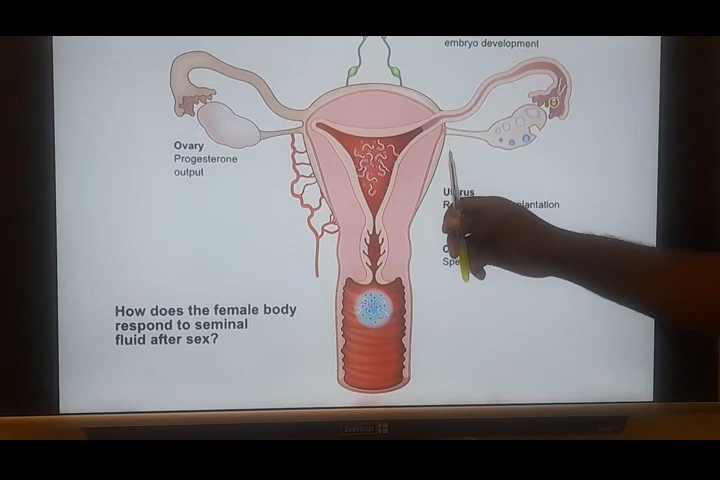 embryo development
Ovary
Progesterone
output
plantation
How does the female body
respond to seminal
fluid after sex?